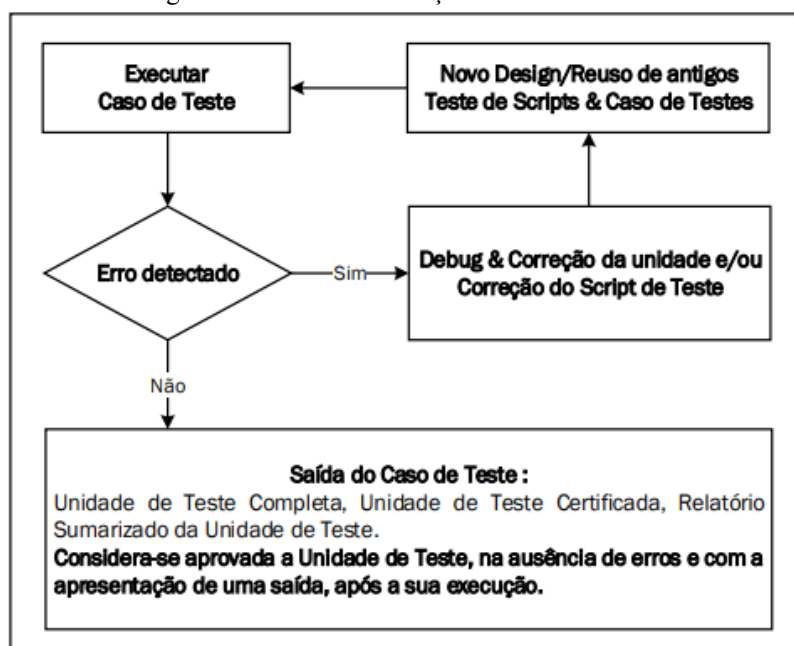 Executar
Caso de Teste
Novo Design/Reuso de antigos
Teste de Scripts & Caso de Testes
Erro detectado
Sim
Debug & Correção da unidade e/ou
Correção do Script de Teste
Não
Saída do Caso de Teste :
Unidade de Teste Completa, Unidade de Teste Certificada, Relatório
Sumarizado da Unidade de Teste.
Considera-se aprovada a Unidade de Teste, na ausência de erros e com a
apresentação de uma saída, após a sua execução.